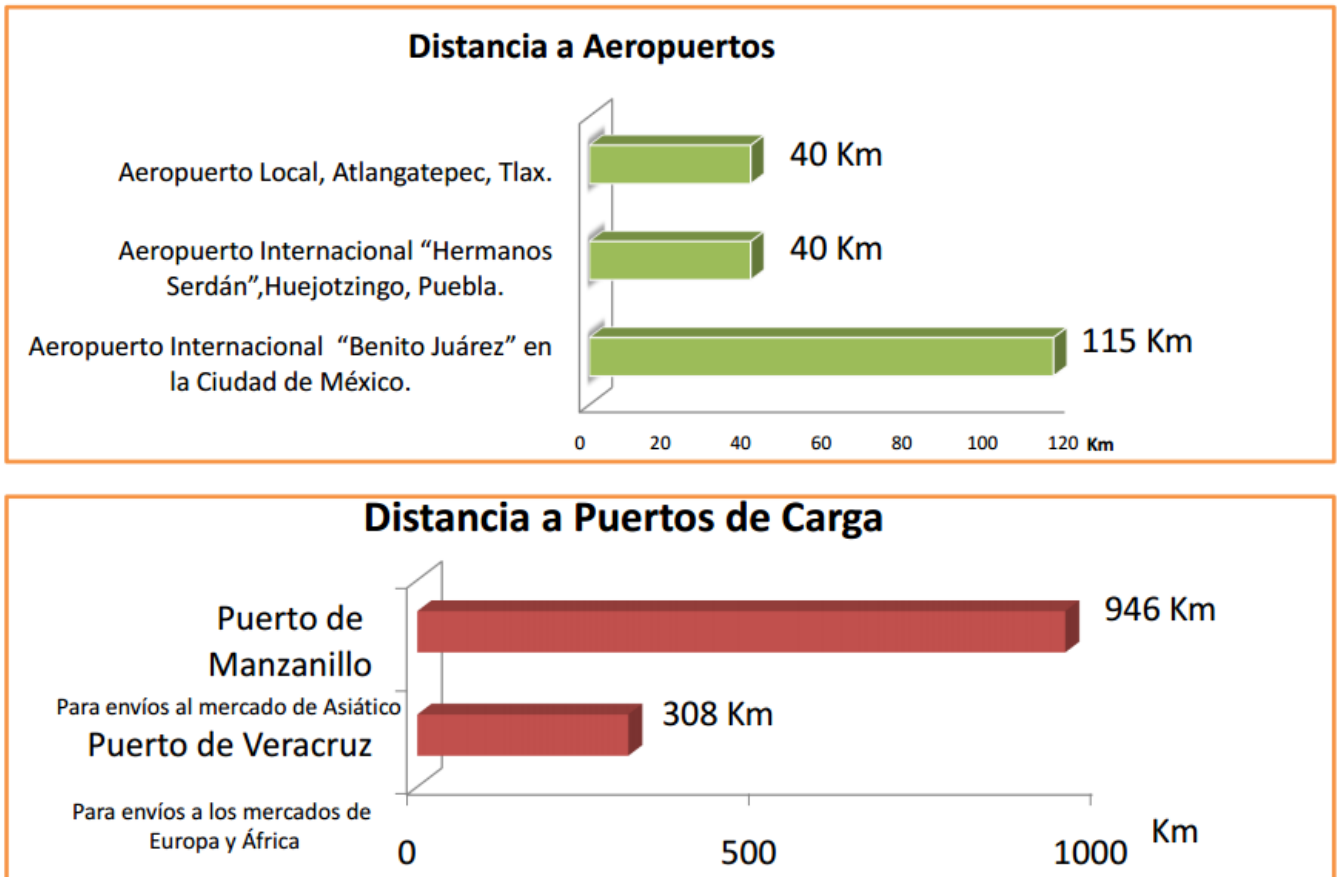 Distancia a Aeropuertos
Aeropuerto Local, Atlangatepec, Tlax.
40 Km
Aeropuerto Internacional “Hermanos
Serdán”,Huejotzingo, Puebla.
40 Km
Aeropuerto Internacional “Benito Juárez” en
la Ciudad de México.
115 Km
0 20 40 60 80 100 120 Km
Distancia a Puertos de Carga
Puerto de
Manzanillo
946 Km
Para envíos al mercado de Asiático
Puerto de Veracruz
308 Km
Para envíos a los mercados de
Europa y África
0 500 1000 Km